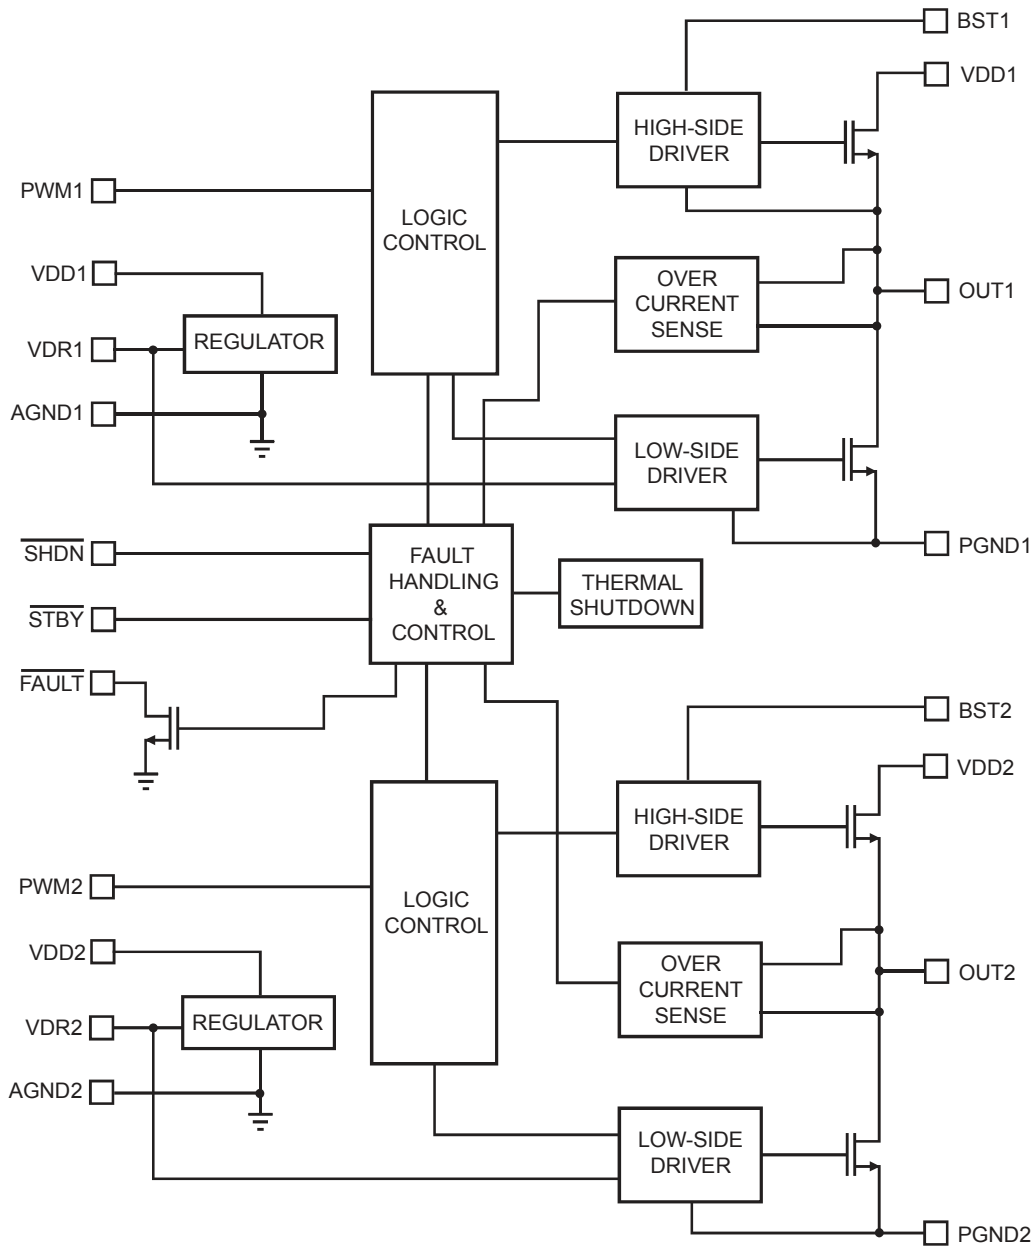 BST1
VDD1
HIGH-SIDE
DRIVER
PWM1
LOGIC
CONTROL
VDD1
OVER
CURRENT
SENSE
OUT1
VDR1
REGULATOR
AGND1
LOW-SIDE
DRIVER
PGND1
SHDN
FAULT
HANDLING
&
CONTROL
THERMAL
SHUTDOWN
STBY
FAULT
BST2
VDD2
HIGH-SIDE
DRIVER
PWM2
LOGIC
CONTROL
VDD2
OVER
CURRENT
SENSE
OUT2
VDR2
REGULATOR
AGND2
LOW-SIDE
DRIVER
PGND2